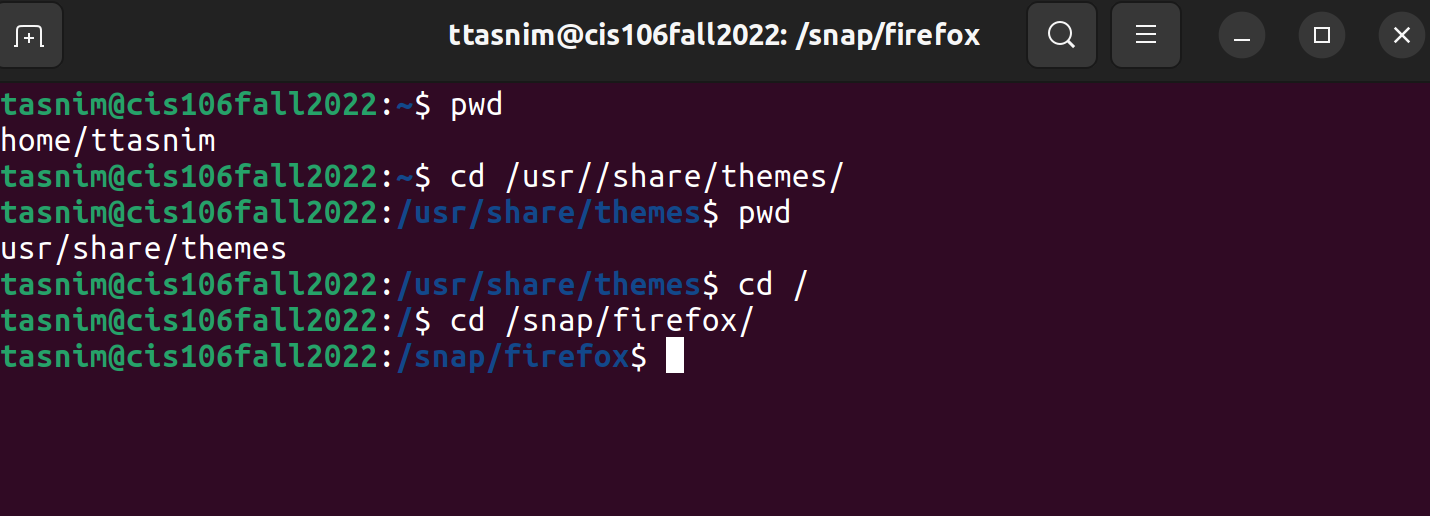 ttasnim@cis106fall2022: /snap/firefox
tasnim@cis106fall2022:~$ pwd
home/ttasnim
tasnim@cis106fall2022:~$ cd /usr//share/themes/
tasnim@cis106fall2022:/usr/share/themes$ pwd
usr/share/themes
tasnim@cis106fall2022:/usr/share/themes$ cd /
tasnim@cis106fall2022:/$ cd /snap/firefox/
tasnim@cis106fall2022:/snap/firefox$